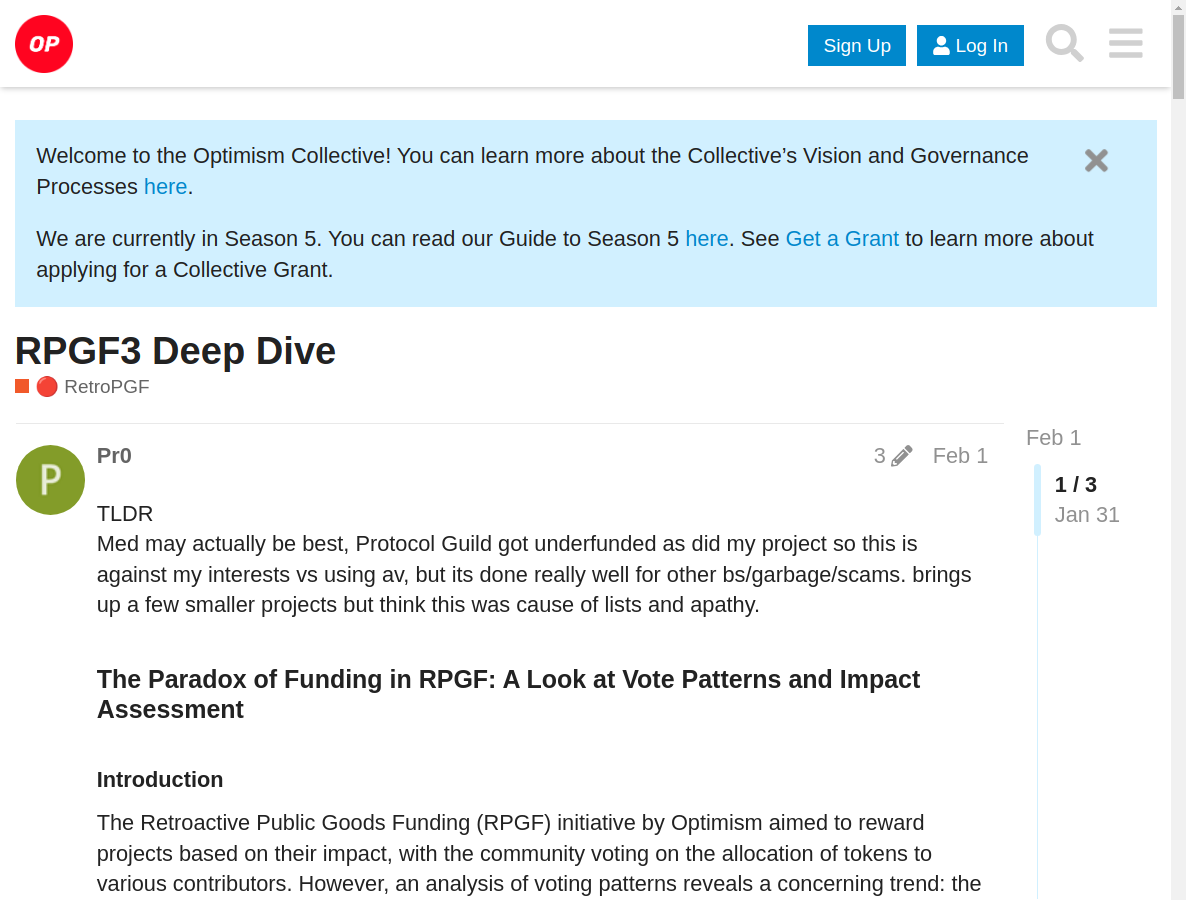 OP
Sign Up
Log In
Welcome to the Optimism Collective! You can learn more about the Collective’s Vision and Governance
Processes here.
We are currently in Season 5. You can read our Guide to Season 5 here. See Get a Grant to learn more about
applying for a Collective Grant.
RPGF3 Deep Dive
RetroPGF
P
Pr0
3
Feb 1
Feb 1
1 / 3
Jan 31
TLDR
Med may actually be best, Protocol Guild got underfunded as did my project so this is
against my interests vs using av, but its done really well for other bs/garbage/scams. brings
up a few smaller projects but think this was cause of lists and apathy.
The Paradox of Funding in RPGF: A Look at Vote Patterns and Impact
Assessment
Introduction
The Retroactive Public Goods Funding (RPGF) initiative by Optimism aimed to reward
projects based on their impact, with the community voting on the allocation of tokens to
various contributors. However, an analysis of voting patterns reveals a concerning trend: the